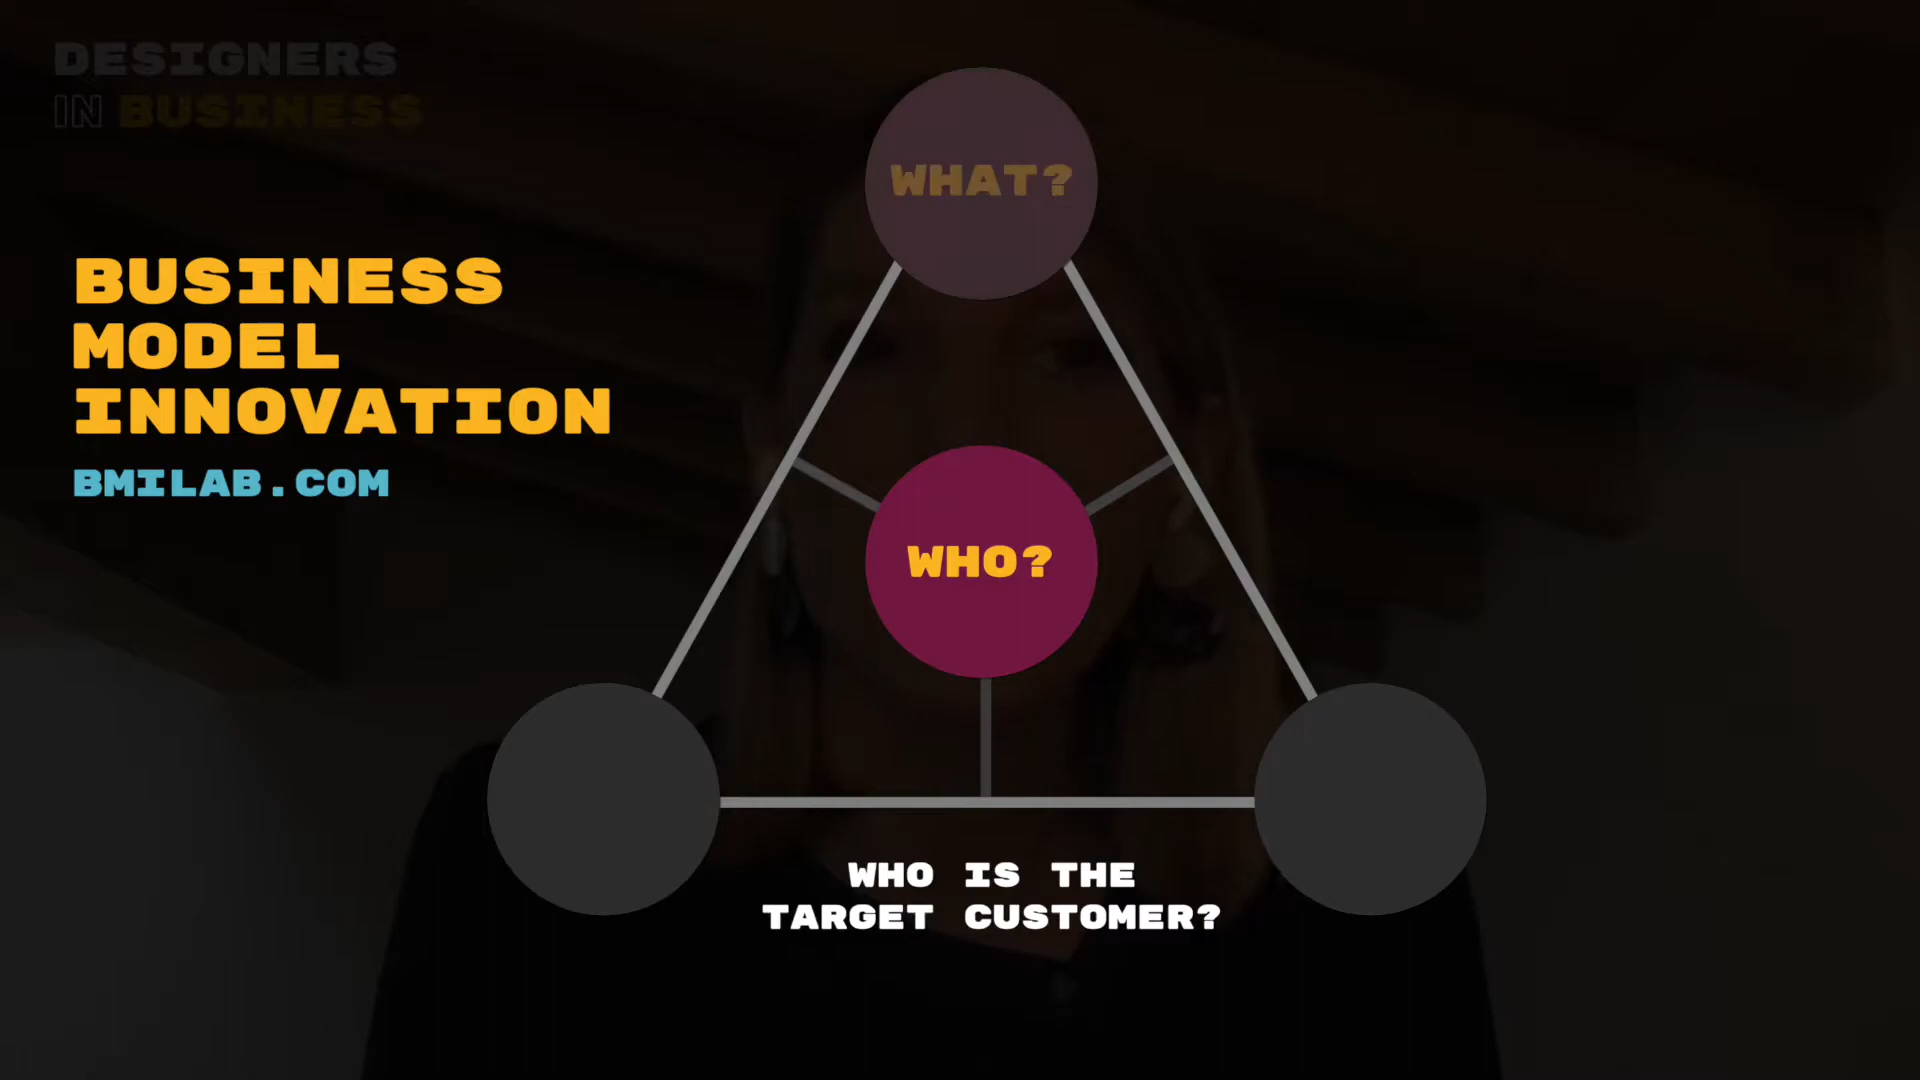 DESIGNERS
IN BUSINESS
WHAT?
BUSINESS
MODEL
INNOVATION
BMILAB.COM
WHO?
WHO IS THE
TARGET CUSTOMER?